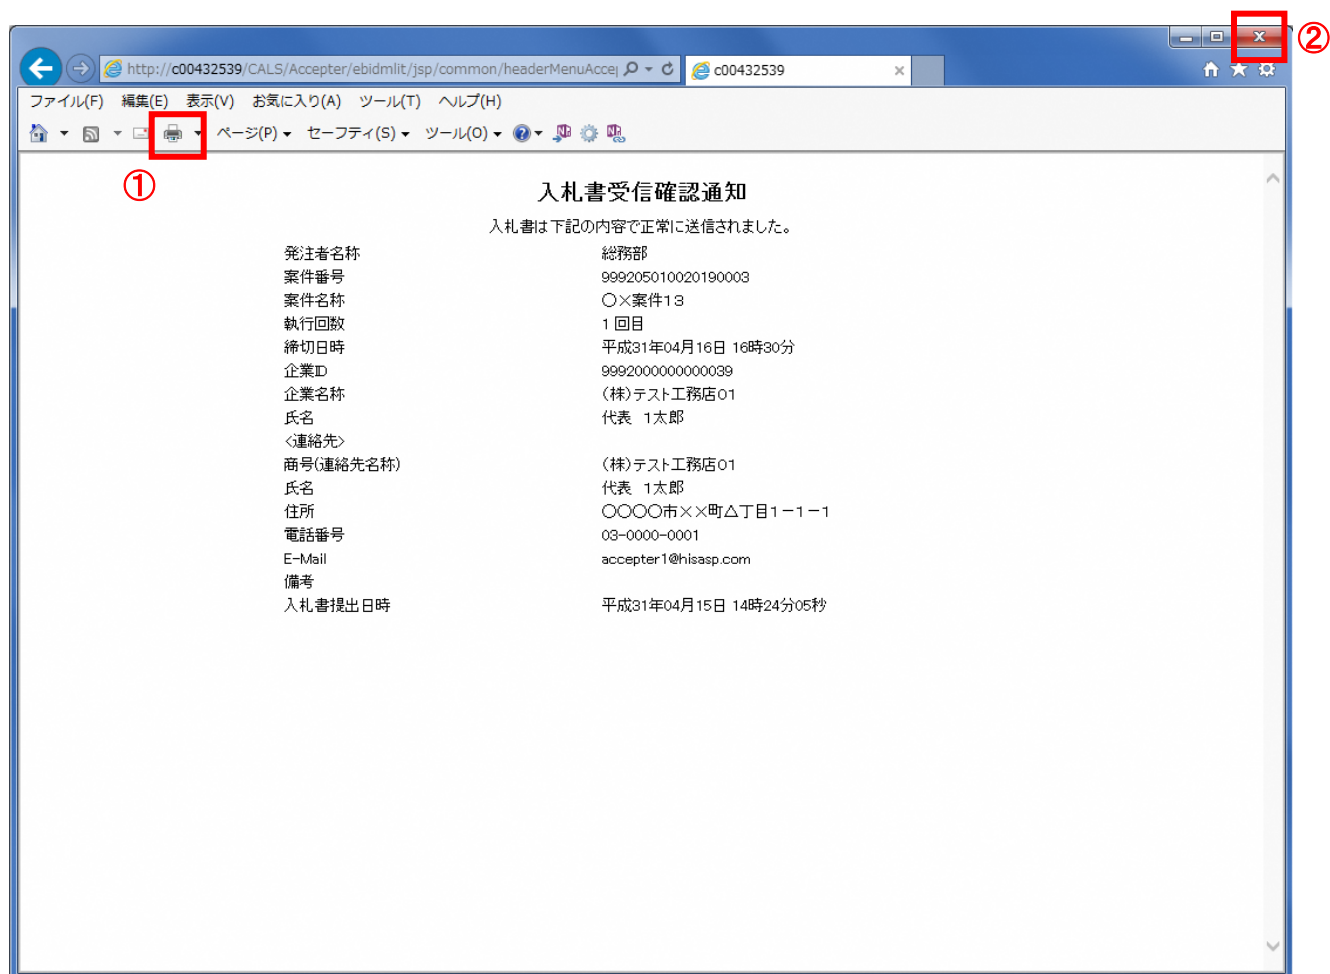 ②
http://c00432539/CALS/Accepter/ebidmlit/jsp/common/headerMenuAccep
c00432539
ファイル(F) 編集(E) 表示(V) お気に入り(A) ツール(T) ヘルプ(H)
ページ(P) セーフティ(S) ツール(O)
①
入札書受信確認通知
入札書は下記の内容で正常に送信されました。
発注者名称 総務部
案件番号 999205010020190003
案件名称 〇×案件13
執行回数 1回目
締切日時 平成31年04月16日 16時30分
企業ID 9992000000000039
企業名称 (株)テスト工務店01
氏名 代表 1太郎
<連絡先>
商号(連絡先名称) (株)テスト工務店01
氏名 代表 1太郎
住所 〇〇〇〇市××町△丁目1-1-1
電話番号 03-0000-0001
E-Mail accepter1@hisasp.com
備考
入札書提出日時 平成31年04月15日 14時24分05秒